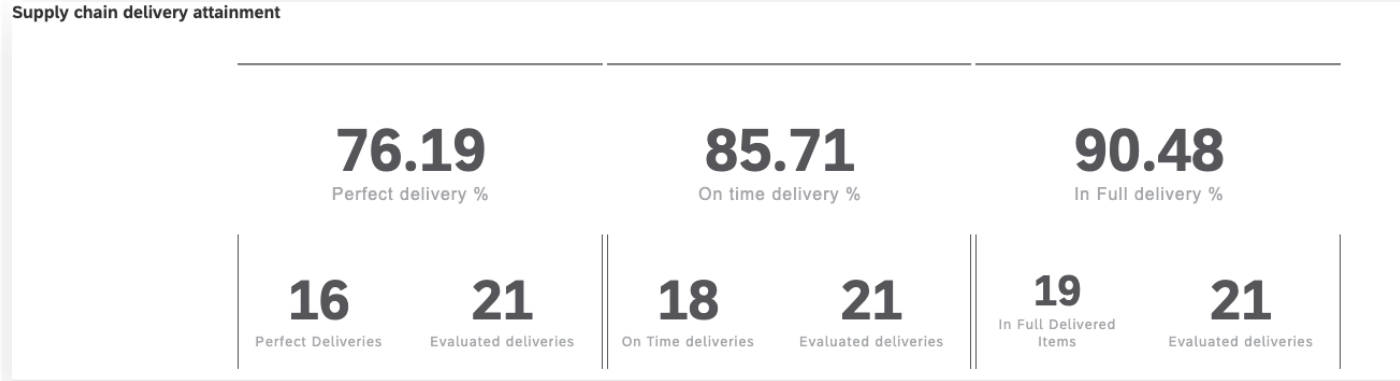 Supply chain delivery attainment
76.19
Perfect delivery %
85.71
On time delivery %
90.48
In Full delivery %
16
Perfect Deliveries
21
Evaluated deliveries
18
On Time deliveries
21
Evaluated deliveries
19
In Full Delivered
Items
21
Evaluated deliveries